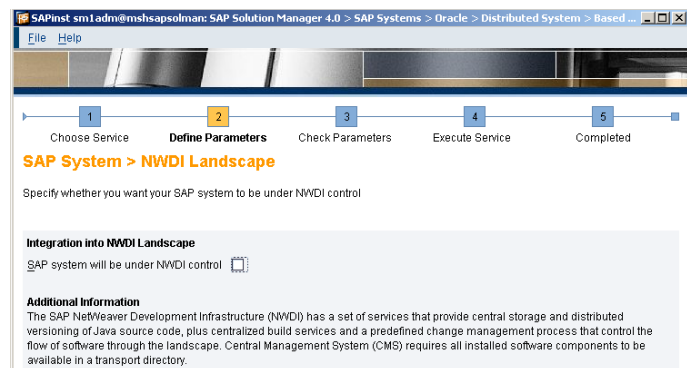 SAPinst sm1adm@mshsapsolman: SAP Solution Manager 4.0 > SAP Systems > Oracle > Distributed System > Based ...
File Help
1 2 3 4 5
Choose Service Define Parameters Check Parameters Execute Service Completed
SAP System > NWDI Landscape
Specify whether you want your SAP system to be under NWDI control
Integration into NWDI Landscape
SAP system will be under NWDI control
Additional Information
The SAP NetWeaver Development Infrastructure (NWDI) has a set of services that provide central storage and distributed
versioning of Java source code, plus centralized build services and a predefined change management process that control the
flow of software through the landscape. Central Management System (CMS) requires all installed software components to be
available in a transport directory.